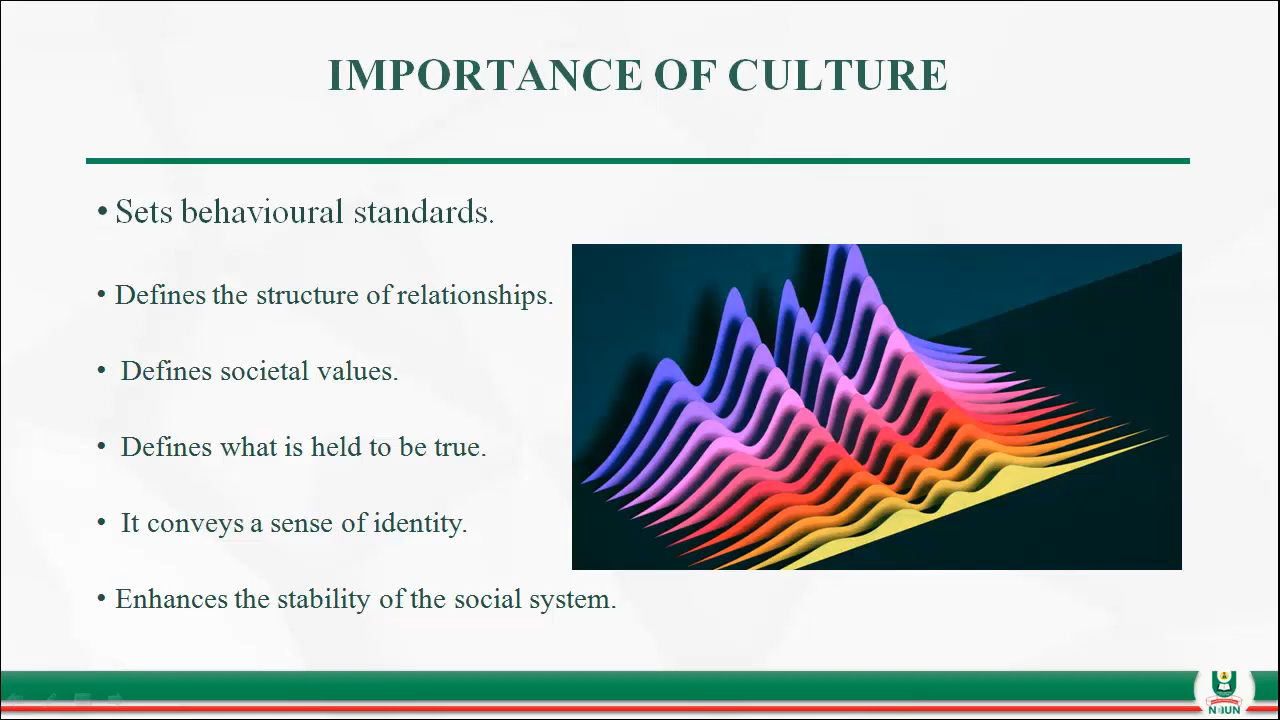 IMPORTANCE OF CULTURE
• Sets behavioural standards.
• Defines the structure of relationships.
• Defines societal values.
• Defines what is held to be true.
• It conveys a sense of identity.
• Enhances the stability of the social system.
NOUN